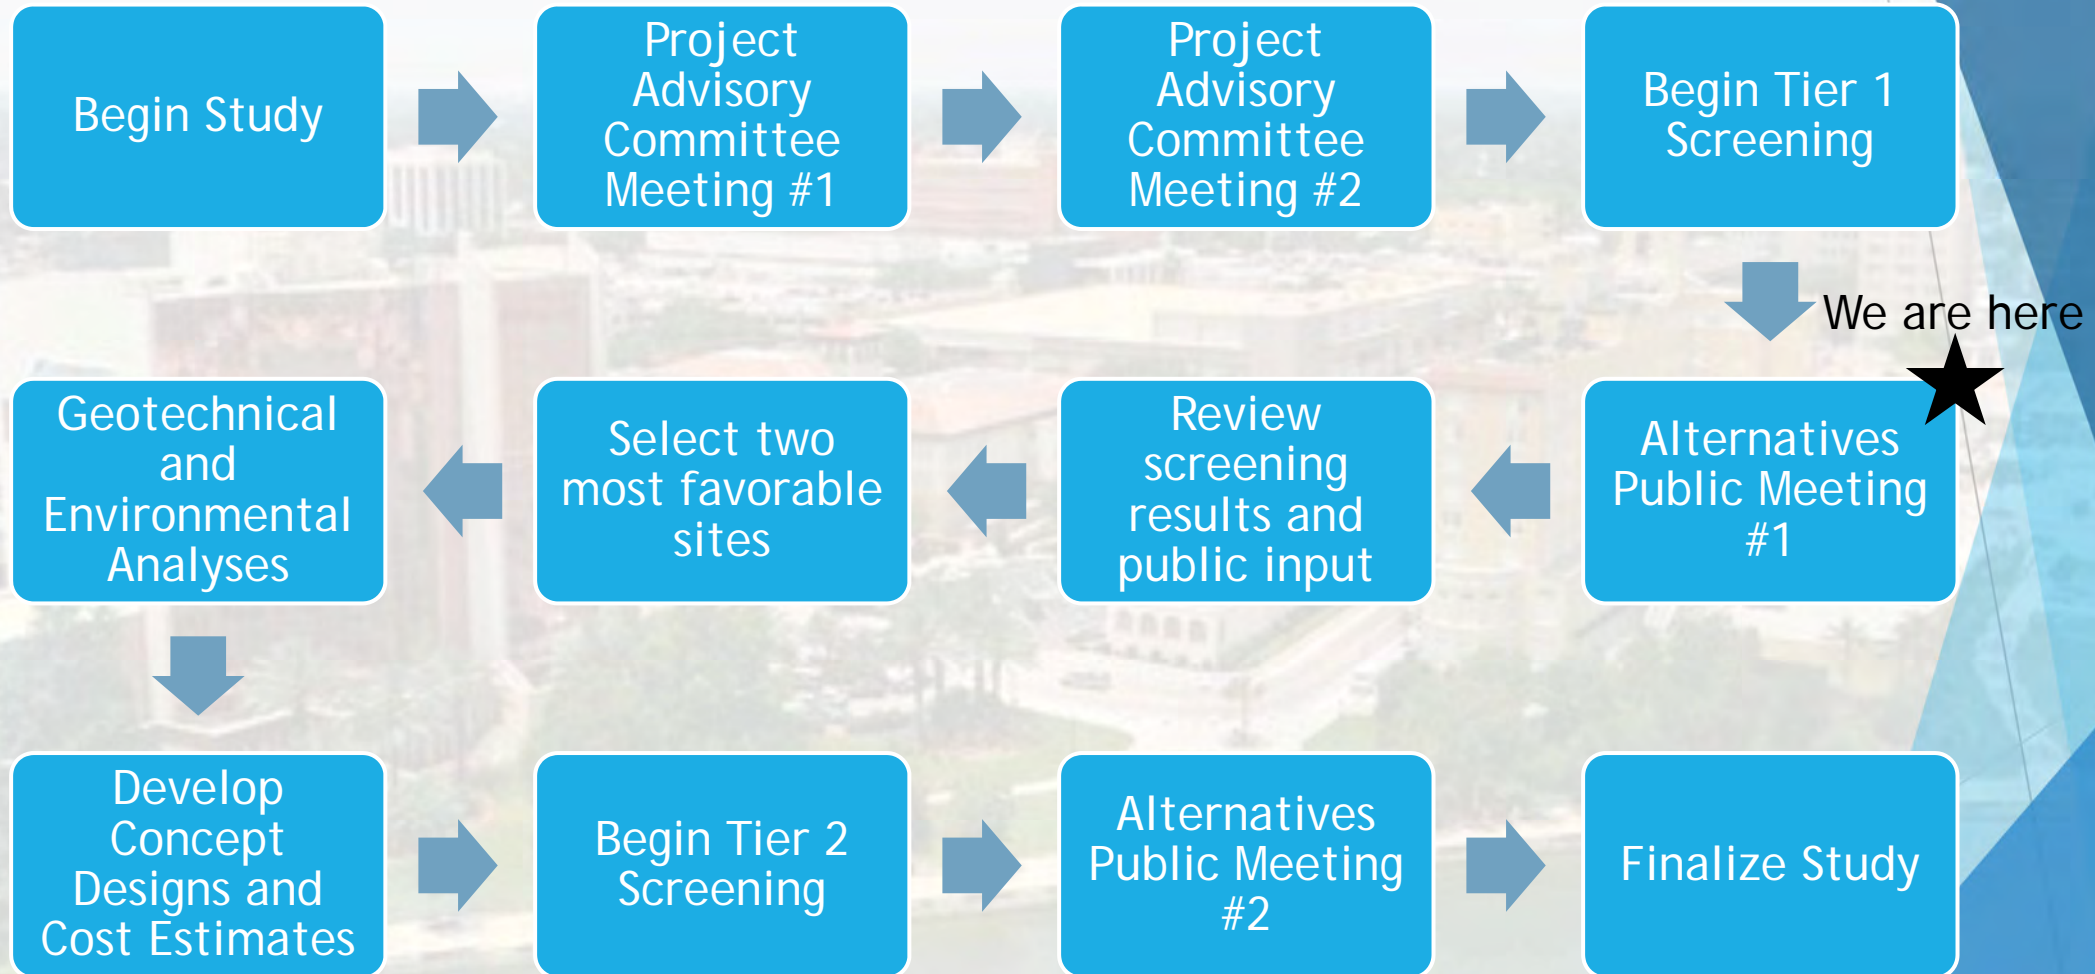 Begin Study
Project
Advisory
Committee
Meeting #1
Project
Advisory
Committee
Meeting #2
Begin Tier 1
Screening
We are here
Alternatives
Public Meeting
#1
Review
screening
results and
public input
Select two
most favorable
sites
Geotechnical
and
Environmental
Analyses
Develop
Concept
Designs and
Cost Estimates
Begin Tier 2
Screening
Alternatives
Public Meeting
#2
Finalize Study